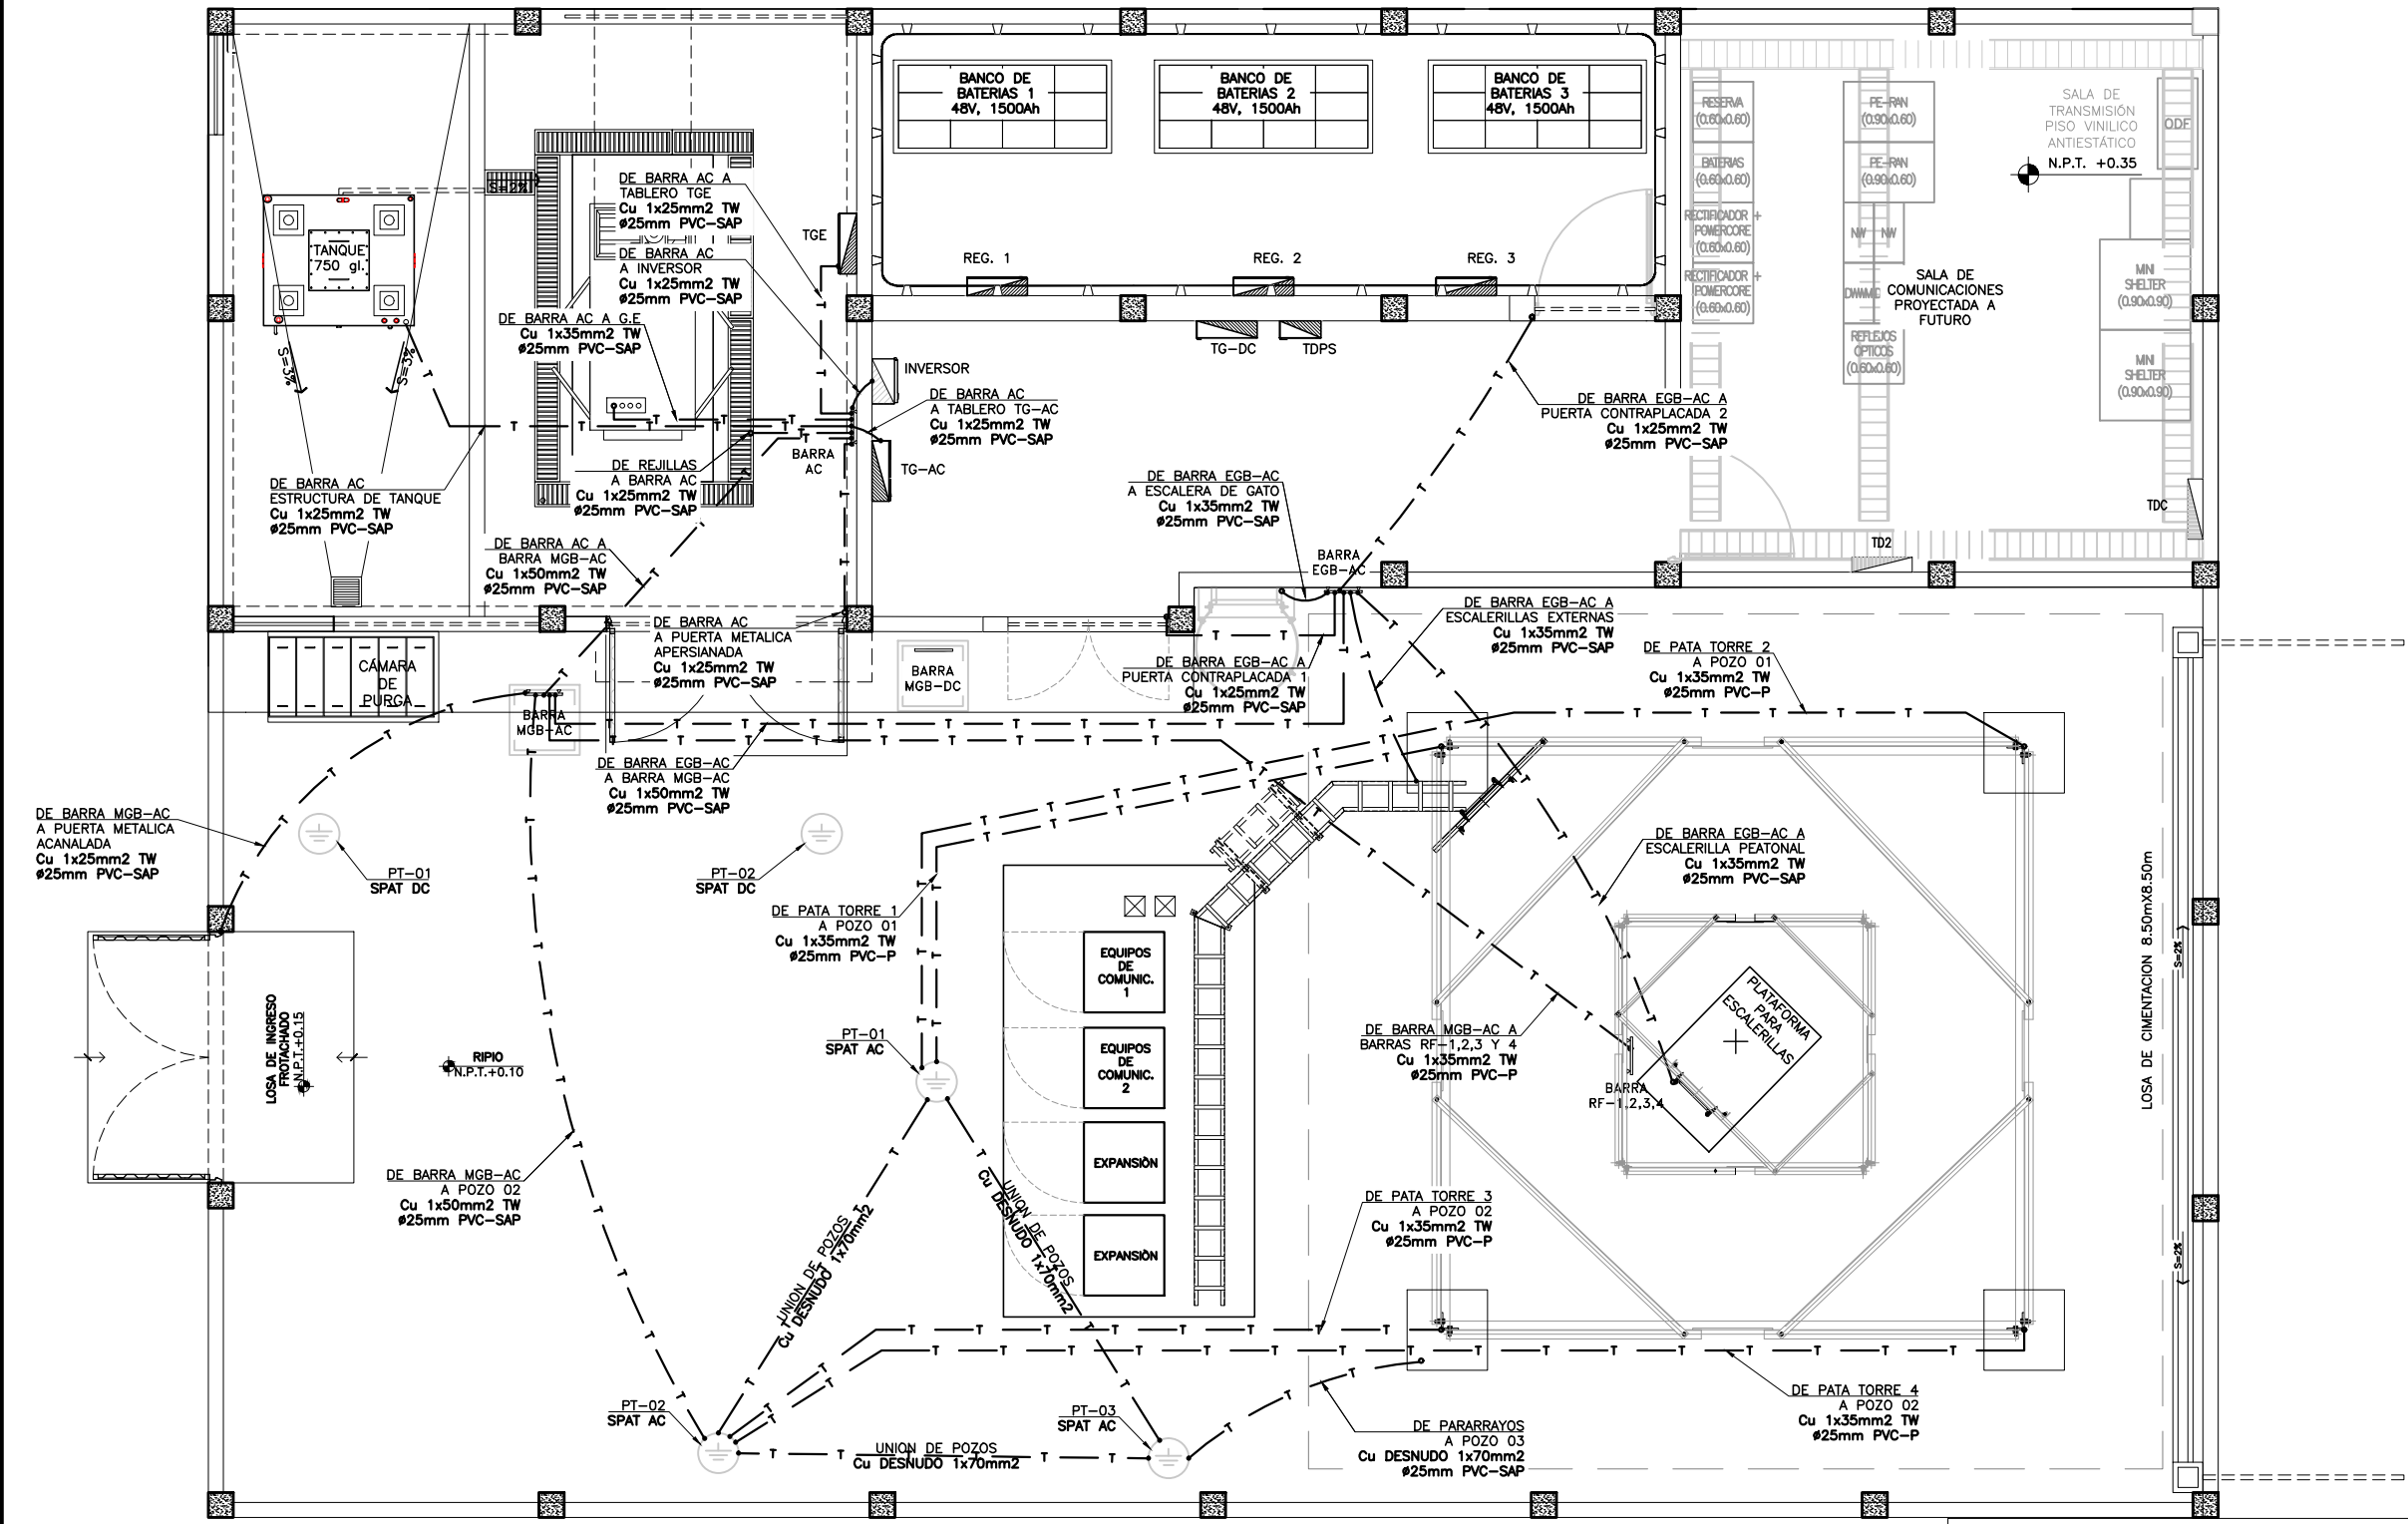 BANCO DE
BATERIAS 1
48V, 1500Ah
BANCO DE
BATERIAS 2
48V, 1500Ah
BANCO DE
BATERIAS 3
48V, 1500Ah
RESERVA
(0.60x0.60)
BATERIAS
(0.60x0.60)
RECTIFICADOR +
POWERCORE
(0.60x0.60)
RECTIFICADOR +
POWERCORE
(0.60x0.60)
PE-RAN
(0.90x0.60)
PE-RAN
(0.90x0.60)
NW NW
REFLEJOS
OPTICOS
(0.60x0.60)
SALA DE
TRANSMISIÓN
PISO VINILICO
ANTIESTÁTICO
N.P.T. +0.35
ODF
MINI
SHELTER
(0.90x0.90)
MINI
SHELTER
(0.90x0.90)
SALA DE
COMUNICACIONES
PROYECTADA A
FUTURO
TDC
TD2
TANQUE
750 gl.
S=2%
S=3%
S=3%
DE BARRA AC A
TABLERO TGE
Cu 1x25mm2 TW
ø25mm PVC-SAP
DE BARRA AC
A INVERSOR
Cu 1x25mm2 TW
ø25mm PVC-SAP
DE BARRA AC A G.E
Cu 1x35mm2 TW
ø25mm PVC-SAP
TGE
REG. 1
REG. 2
REG. 3
TG-DC
TDPS
INVERSOR
DE BARRA AC
A TABLERO TG-AC
Cu 1x25mm2 TW
ø25mm PVC-SAP
BARRA
AC
TG-AC
DE REJILLAS
A BARRA AC
Cu 1x25mm2 TW
ø25mm PVC-SAP
DE BARRA AC
ESTRUCTURA DE TANQUE
Cu 1x25mm2 TW
ø25mm PVC-SAP
DE BARRA AC A
BARRA MGB-AC
Cu 1x50mm2 TW
ø25mm PVC-SAP
DE BARRA EGB-AC A
PUERTA CONTRAPLACADA 2
Cu 1x25mm2 TW
ø25mm PVC-SAP
DE BARRA EGB-AC
A ESCALERA DE GATO
Cu 1x35mm2 TW
ø25mm PVC-SAP
BARRA
EGB-AC
DE BARRA EGB-AC A
ESCALERILLAS EXTERNAS
Cu 1x35mm2 TW
ø25mm PVC-SAP
DE BARRA AC
A PUERTA METALICA
APERSIANADA
Cu 1x25mm2 TW
ø25mm PVC-SAP
CÁMARA
DE
PURGA
BARRA
MGB-AC
BARRA
MGB-DC
DE BARRA EGB-AC A
PUERTA CONTRAPLACADA 1
Cu 1x25mm2 TW
ø25mm PVC-SAP
DE PATA TORRE 2
A POZO 01
Cu 1x35mm2 TW
ø25mm PVC-P
DE BARRA EGB-AC
A BARRA MGB-AC
Cu 1x50mm2 TW
ø25mm PVC-SAP
DE BARRA MGB-AC
A PUERTA METALICA
ACANALADA
Cu 1x25mm2 TW
ø25mm PVC-SAP
PT-01
SPAT DC
PT-02
SPAT DC
DE BARRA EGB-AC A
ESCALERILLA PEATONAL
Cu 1x35mm2 TW
ø25mm PVC-SAP
DE PATA TORRE 1
A POZO 01
Cu 1x35mm2 TW
ø25mm PVC-P
EQUIPOS
DE
COMUNIC.
1
EQUIPOS
DE
COMUNIC.
2
EXPANSIÒN
EXPANSIÒN
PLATAFORMA
PARA
ESCALERILLAS
LOSA DE CIMENTACION 8.50mX8.50m
S=2%
S=2%
LOSA DE INGRESO
FROTACHADO
N.P.T.+0.15
RIPIO
N.P.T.+0.10
PT-01
SPAT AC
DE BARRA MGB-AC A
BARRAS RF-1,2,3 Y 4
Cu 1x35mm2 TW
ø25mm PVC-P
BARRA
RF-1,2,3,4
DE BARRA MGB-AC
A POZO 02
Cu 1x50mm2 TW
ø25mm PVC-SAP
UNION DE POZOS
Cu DESNUDO 1x70mm2
UNION DE POZOS
Cu DESNUDO 1x70mm2
DE PATA TORRE 3
A POZO 02
Cu 1x35mm2 TW
ø25mm PVC-P
PT-02
SPAT AC
PT-03
SPAT AC
UNION DE POZOS
Cu DESNUDO 1x70mm2
DE PARARRAYOS
A POZO 03
Cu DESNUDO 1x70mm2
ø25mm PVC-SAP
DE PATA TORRE 4
A POZO 02
Cu 1x35mm2 TW
ø25mm PVC-P